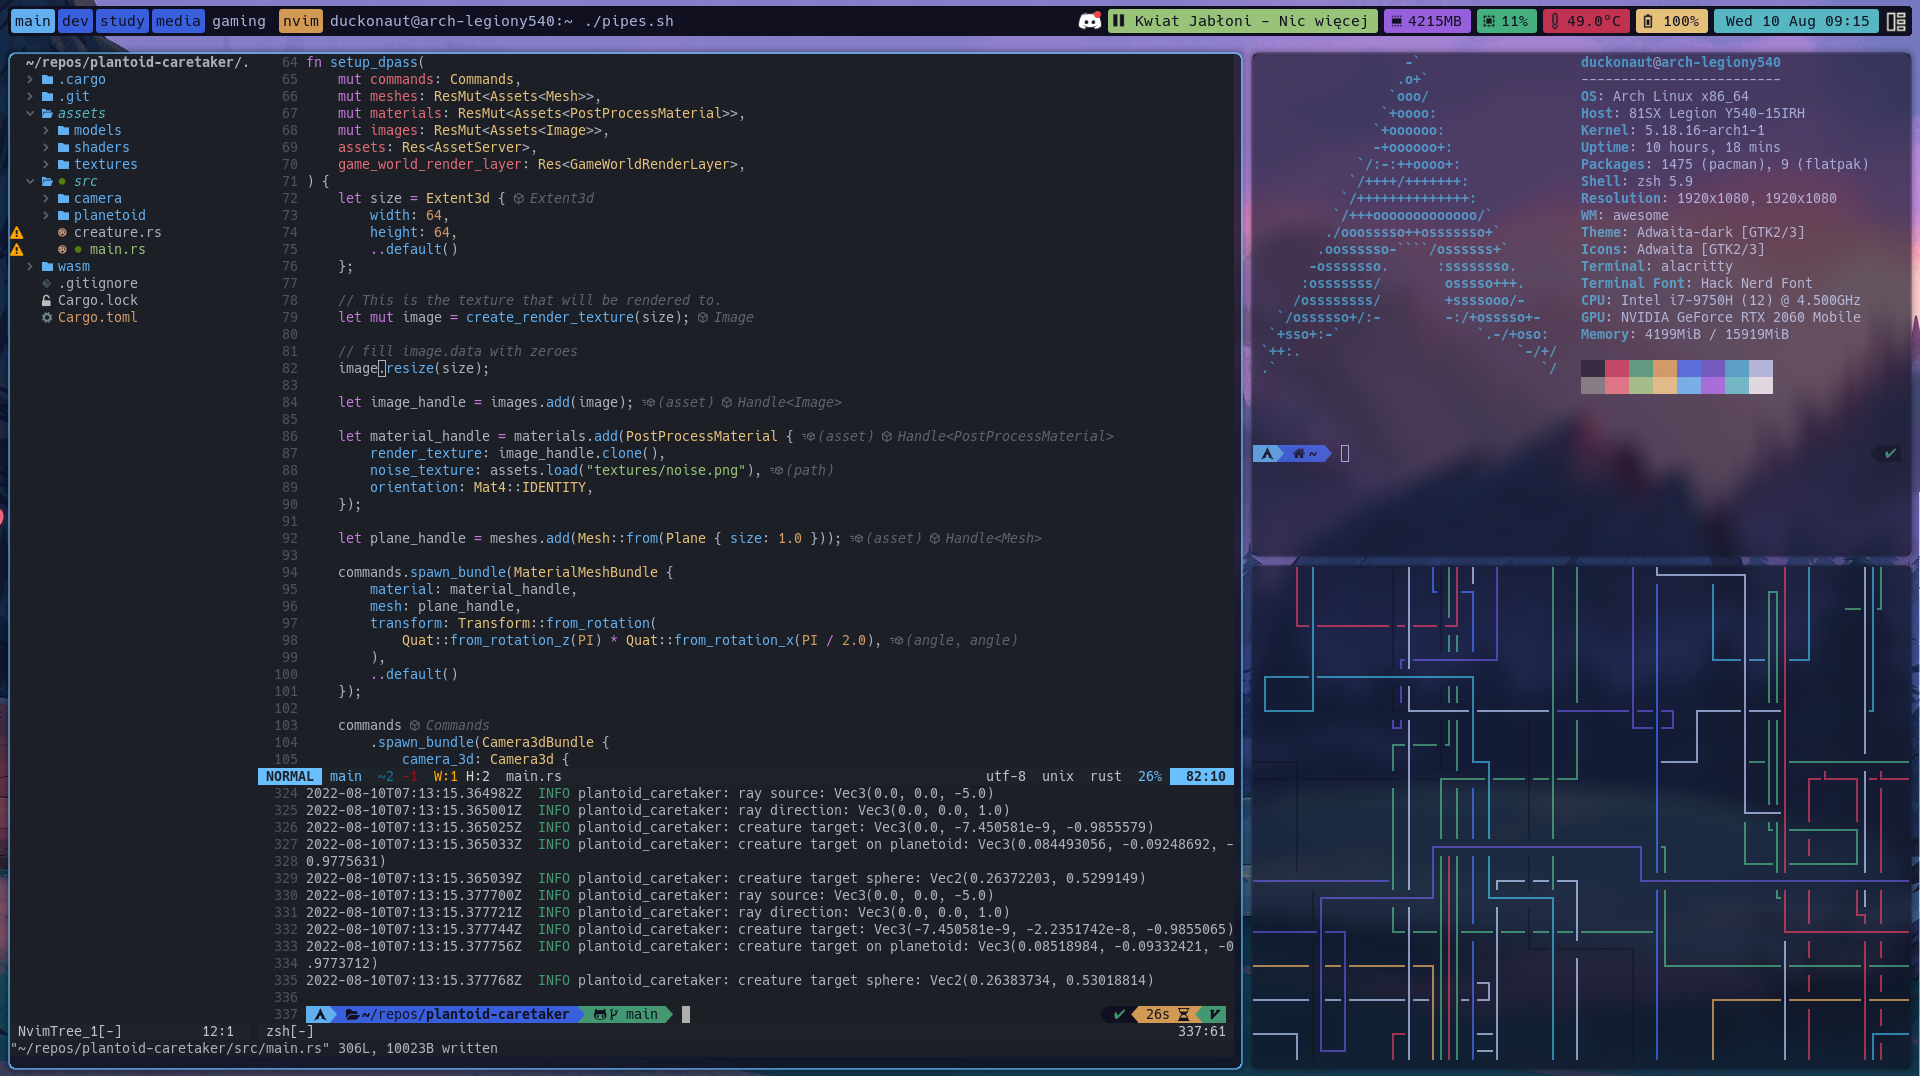 main dev study media gaming nvim duckonaut@arch-legiony540:~ ./pipes.sh
Kwiat Jabłoni - Nic więcej 4215MB 11% 49.0°C 100% Wed 10 Aug 09:15
~/repos/plantoid-caretaker/.
.cargo
.git
assets
models
shaders
textures
src
camera
planetoid
creature.rs
main.rs
wasm
.gitignore
Cargo.lock
Cargo.toml
64 fn setup_dpass(
65 mut commands: Commands,
66 mut meshes: ResMut<Assets<Mesh>>,
67 mut materials: ResMut<Assets<PostProcessMaterial>>,
68 mut images: ResMut<Assets<Image>>,
69 assets: Res<AssetServer>,
70 game_world_render_layer: Res<GameWorldRenderLayer>,
71 ) {
72 let size = Extent3d { Extent3d
73 width: 64,
74 height: 64,
75 ..default()
76 };
77
78 // This is the texture that will be rendered to.
79 let mut image = create_render_texture(size); Image
80
81 // fill image.data with zeroes
82 image.resize(size);
83
84 let image_handle = images.add(image); (asset) Handle<Image>
85
86 let material_handle = materials.add(PostProcessMaterial { (asset) Handle<PostProcessMaterial>
87 render_texture: image_handle.clone(),
88 noise_texture: assets.load("textures/noise.png"), (path)
89 orientation: Mat4::IDENTITY,
90 });
91
92 let plane_handle = meshes.add(Mesh::from(Plane { size: 1.0 })); (asset) Handle<Mesh>
93
94 commands.spawn_bundle(MaterialMeshBundle {
95 material: material_handle,
96 mesh: plane_handle,
97 transform: Transform::from_rotation(
98 Quat::from_rotation_z(PI) * Quat::from_rotation_x(PI / 2.0), (angle, angle)
99 ),
100 ..default()
101 });
102
103 commands Commands
104 .spawn_bundle(Camera3dBundle {
105 camera_3d: Camera3d {
NORMAL main ~2 -1 W:1 H:2 main.rs utf-8 unix rust 26% 82:10
324 2022-08-10T07:13:15.364982Z INFO plantoid_caretaker: ray source: Vec3(0.0, 0.0, -5.0)
325 2022-08-10T07:13:15.365001Z INFO plantoid_caretaker: ray direction: Vec3(0.0, 0.0, 1.0)
326 2022-08-10T07:13:15.365025Z INFO plantoid_caretaker: creature target: Vec3(0.0, -7.450581e-9, -0.9855579)
327 2022-08-10T07:13:15.365033Z INFO plantoid_caretaker: creature target on planetoid: Vec3(0.084493056, -0.09248692, -
328 0.9775631)
329 2022-08-10T07:13:15.365039Z INFO plantoid_caretaker: creature target sphere: Vec2(0.26372203, 0.5299149)
330 2022-08-10T07:13:15.377700Z INFO plantoid_caretaker: ray source: Vec3(0.0, 0.0, -5.0)
331 2022-08-10T07:13:15.377721Z INFO plantoid_caretaker: ray direction: Vec3(0.0, 0.0, 1.0)
332 2022-08-10T07:13:15.377744Z INFO plantoid_caretaker: creature target: Vec3(-7.450581e-9, -2.2351742e-8, -0.9855065)
333 2022-08-10T07:13:15.377756Z INFO plantoid_caretaker: creature target on planetoid: Vec3(0.08518984, -0.09332421, -0
334 .9773712)
335 2022-08-10T07:13:15.377768Z INFO plantoid_caretaker: creature target sphere: Vec2(0.26383734, 0.53018814)
336
337 ~/repos/plantoid-caretaker main ✔ 26s
NvimTree_1[-] 12:1 zsh[-] 337:61
"~/repos/plantoid-caretaker/src/main.rs" 306L, 10023B written
-`
.o+`
`ooo/
`+oooo:
`+oooooo:
-+oooooo+:
`/:-:++oooo+:
`/++++/+++++++:
`/++++++++++++++:
`/+++ooooooooooooo/`
./ooosssso++osssssso+`
.oossssso-````/ossssss+`
-osssssso. :ssssssso.
:osssssss/ osssso+++.
/ossssssss/ +ssssooo/-
`/ossssso+/:- -:/+osssso+-
`+sso+:-` `.-/+oso:
`++:. `-/+/
.` `/
duckonaut@arch-legiony540
-------------------------
OS: Arch Linux x86_64
Host: 81SX Legion Y540-15IRH
Kernel: 5.18.16-arch1-1
Uptime: 10 hours, 18 mins
Packages: 1475 (pacman), 9 (flatpak)
Shell: zsh 5.9
Resolution: 1920x1080, 1920x1080
WM: awesome
Theme: Adwaita-dark [GTK2/3]
Icons: Adwaita [GTK2/3]
Terminal: alacritty
Terminal Font: Hack Nerd Font
CPU: Intel i7-9750H (12) @ 4.500GHz
GPU: NVIDIA GeForce RTX 2060 Mobile
Memory: 4199MiB / 15919MiB
~ ✔